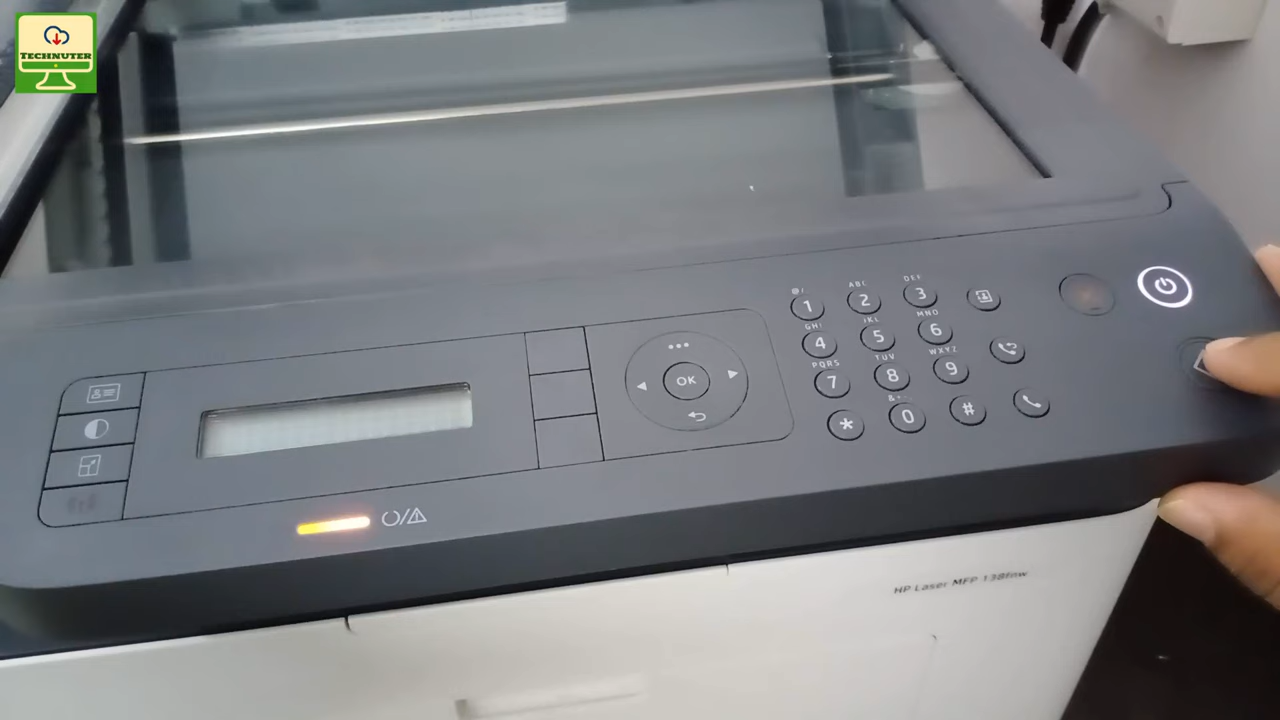 TECHNUTER
@/ 1
ABC 2
DEF 3
GHI 4
JKL 5
MNO 6
PQRS 7
TUV 8
WXYZ 9
*
0
#
OK
HP Laser MFP 138fnw